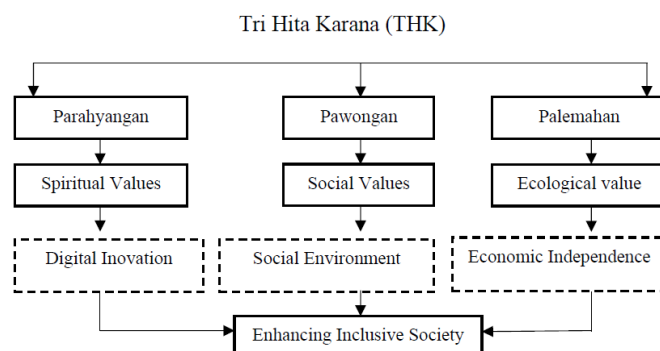 Tri Hita Karana (THK)
Parahyangan
Pawongan
Palemahan
Spiritual Values
Social Values
Ecological value
Digital Inovation
Social Environment
Economic Independence
Enhancing Inclusive Society